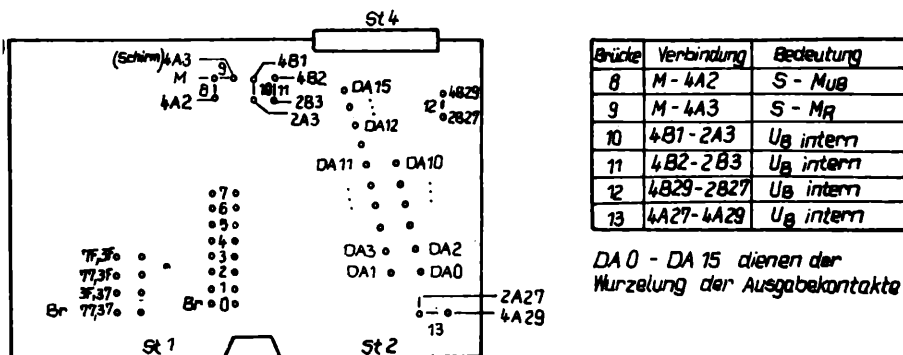 St 4
(Schirm) 4A3
9
4B1
M
8
4B2
10 11
4A2
2B3
2A3
DA15
DA12
4B29
12
2B27
DA11
DA10
7
6
5
4
3
2
1
Br 0
7F,3F
77,3F
3F,37
Br 77,37
DA3
DA2
DA1
DA0
2A27
4A29
13
St 1
St 2
Brücke Verbindung Bedeutung
8 M - 4A2 S - MUB
9 M - 4A3 S - MR
10 4B1 - 2A3 UB intern
11 4B2 - 2B3 UB intern
12 4B29 - 2B27 UB intern
13 4A27 - 4A29 UB intern
DA 0 - DA 15 dienen der
Wurzelung der Ausgabekontakte